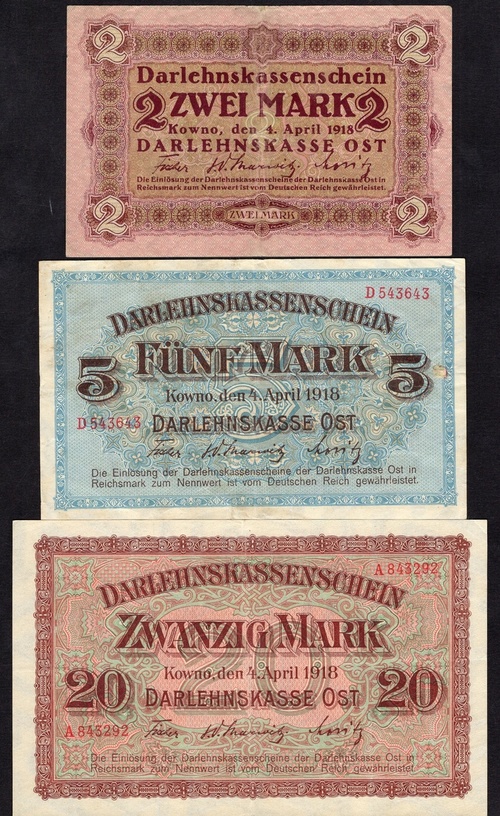 2 2
Darlehnskassenschein
2 ZWEI MARK 2
Kowno, den 4. April 1918
DARLEHNSKASSE OST
Die Einlösung der Darlehnskassenscheine der Darlehnskasse Ost in
Reichsmark zum Nennwert ist vom Deutschen Reich gewährleistet.
2 ZWEI MARK 2
D 543643
DARLEHNSKASSENSCHEIN
5 FÜNF MARK 5
Kowno, den 4. April 1918
D 543643 DARLEHNSKASSE OST
Die Einlösung der Darlehnskassenscheine der Darlehnskasse Ost in
Reichsmark zum Nennwert ist vom Deutschen Reich gewährleistet.
A 843292
DARLEHNSKASSENSCHEIN
ZWANZIG MARK
Kowno, den 4. April 1918
20 DARLEHNSKASSE OST 20
A 843292
Die Einlösung der Darlehnskassenscheine der Darlehnskasse Ost in
Reichsmark zum Nennwert ist vom Deutschen Reich gewährleistet.